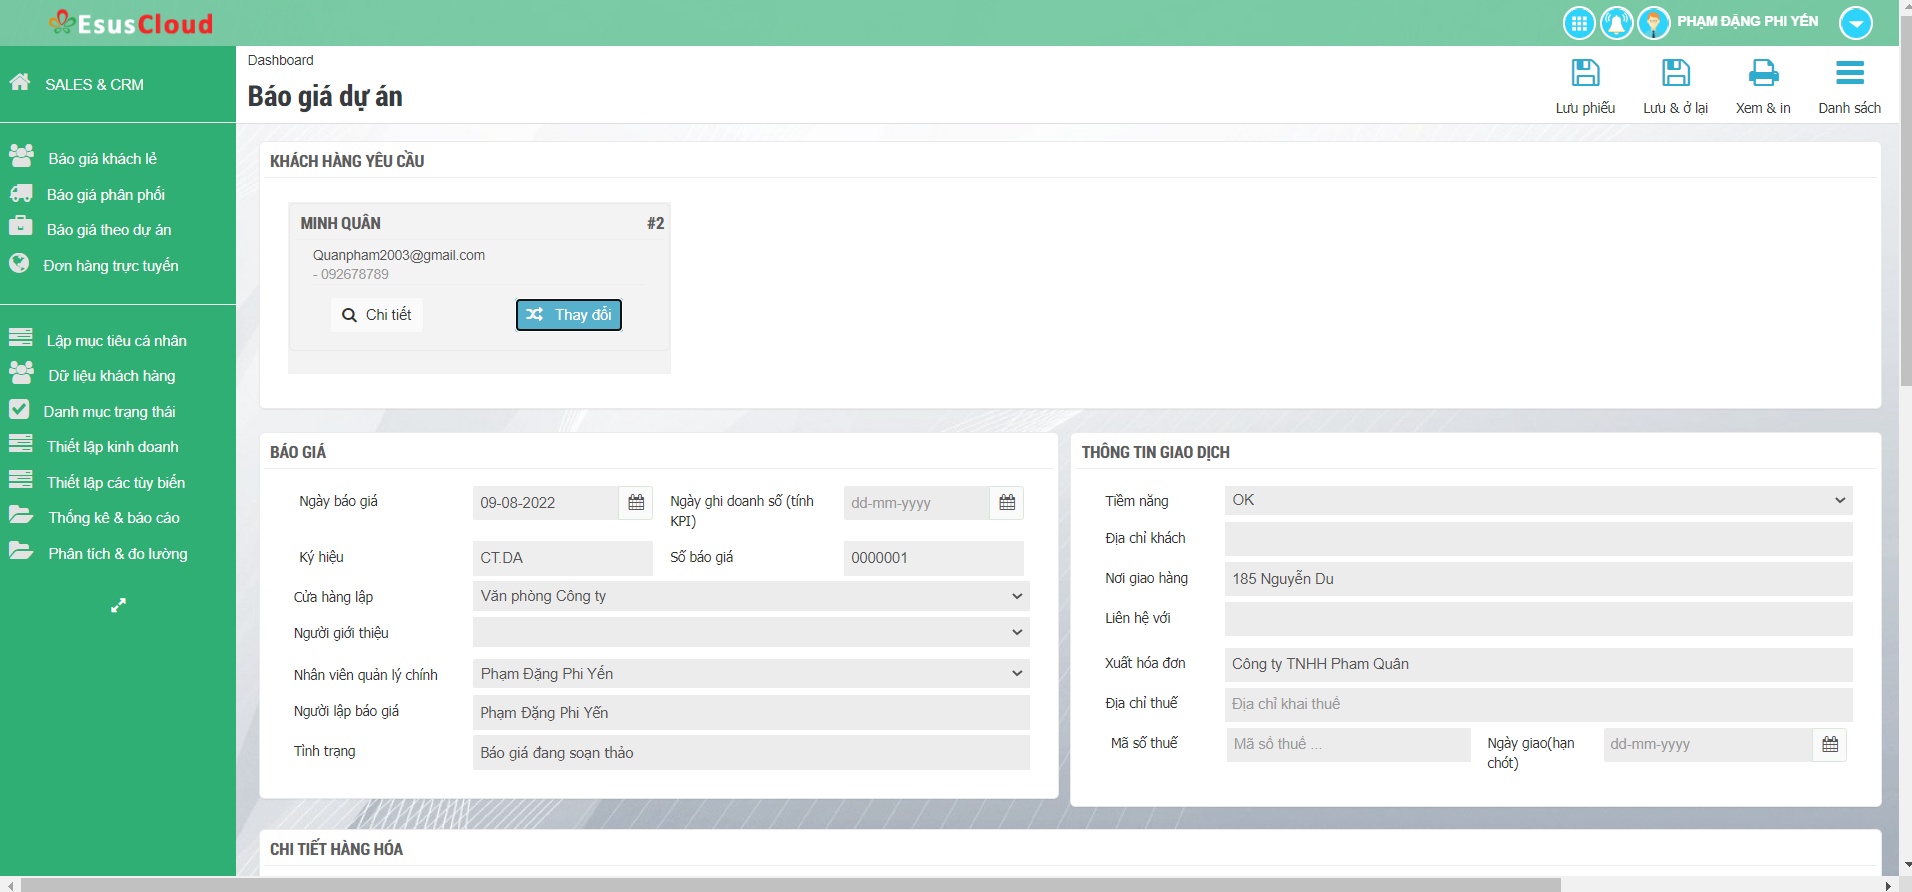 EsusCloud
PHẠM ĐẶNG PHI YẾN
SALES & CRM
Báo giá khách lẻ
Báo giá phân phối
Báo giá theo dự án
Đơn hàng trực tuyến
Lập mục tiêu cá nhân
Dữ liệu khách hàng
Danh mục trạng thái
Thiết lập kinh doanh
Thiết lập các tùy biến
Thống kê & báo cáo
Phân tích & đo lường
Dashboard
Báo giá dự án
Lưu phiếu
Lưu & ở lại
Xem & in
Danh sách
KHÁCH HÀNG YÊU CẦU
MINH QUÂN #2
Quanpham2003@gmail.com
- 092678789
Chi tiết
Thay đổi
BÁO GIÁ
Ngày báo giá 09-08-2022 Ngày ghi doanh số (tính
KPI) dd-mm-yyyy
Ký hiệu CT.DA Số báo giá 0000001
Cửa hàng lập Văn phòng Công ty
Người giới thiệu
Nhân viên quản lý chính Phạm Đặng Phi Yến
Người lập báo giá Phạm Đặng Phi Yến
Tình trạng Báo giá đang soạn thảo
THÔNG TIN GIAO DỊCH
Tiềm năng OK
Địa chỉ khách
Nơi giao hàng 185 Nguyễn Du
Liên hệ với
Xuất hóa đơn Công ty TNHH Pham Quân
Địa chỉ thuế Địa chỉ khai thuế
Mã số thuế Mã số thuế ... Ngày giao(hạn
chót) dd-mm-yyyy
CHI TIẾT HÀNG HÓA